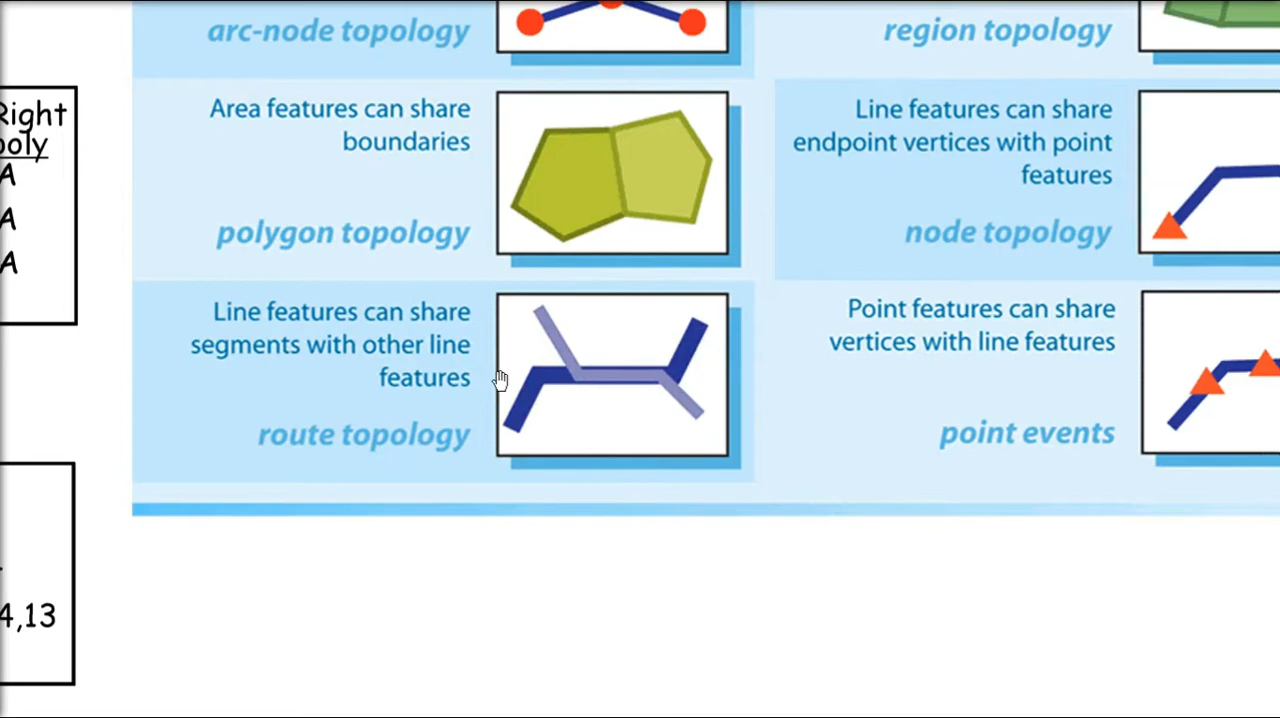 arc-node topology
region topology
Right
poly
A
A
A
Area features can share
boundaries
polygon topology
Line features can share
endpoint vertices with point
features
node topology
Line features can share
segments with other line
features
route topology
Point features can share
vertices with line features
point events
4,13